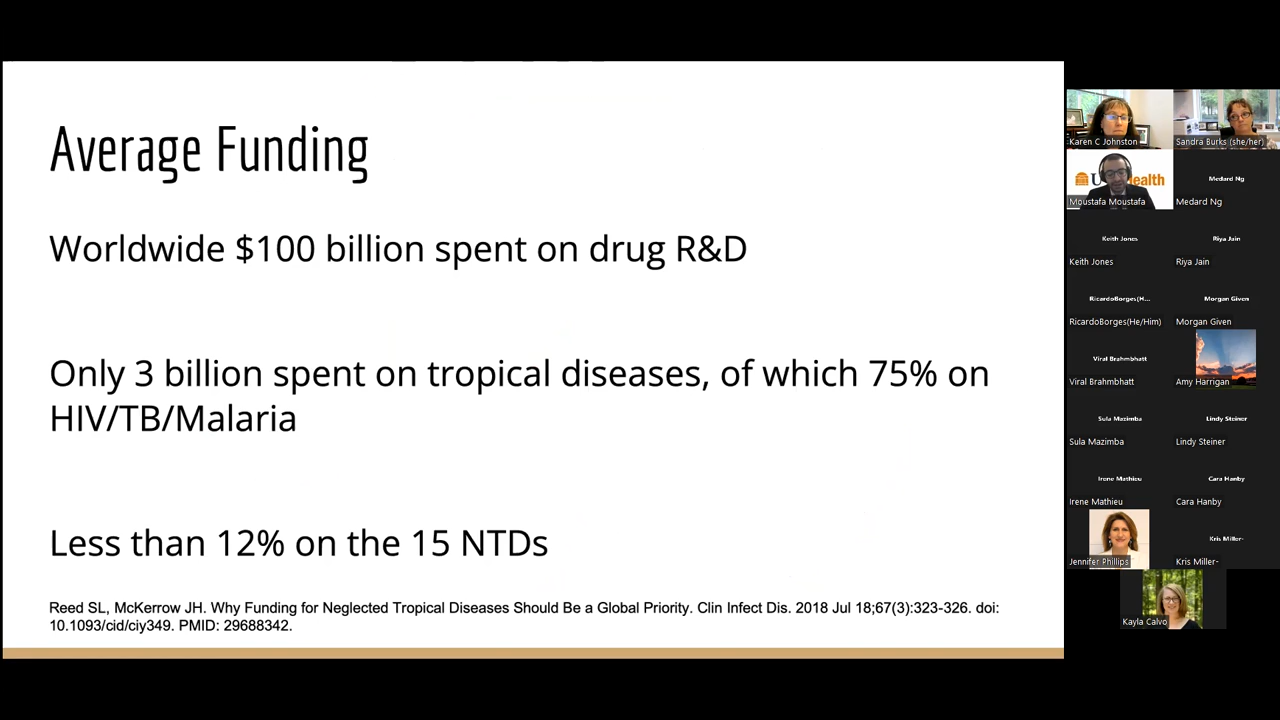 Average Funding
Worldwide $100 billion spent on drug R&D
Only 3 billion spent on tropical diseases, of which 75% on
HIV/TB/Malaria
Less than 12% on the 15 NTDs
Reed SL, McKerrow JH. Why Funding for Neglected Tropical Diseases Should Be a Global Priority. Clin Infect Dis. 2018 Jul 18;67(3):323-326. doi:
10.1093/cid/ciy349. PMID: 29688342.
Karen C Johnston
Sandra Burks (she/her)
Moustafa Moustafa
Medard Ng
Medard Ng
Keith Jones
Keith Jones
Riya Jain
Riya Jain
RicardoBorges(H...
RicardoBorges(He/Him)
Morgan Given
Morgan Given
Viral Brahmbhatt
Viral Brahmbhatt
Amy Harrigan
Sula Mazimba
Sula Mazimba
Lindy Steiner
Lindy Steiner
Irene Mathieu
Irene Mathieu
Cara Hanby
Cara Hanby
Jennifer Phillips
Kris Miller-
Kris Miller-
Kayla Calvo